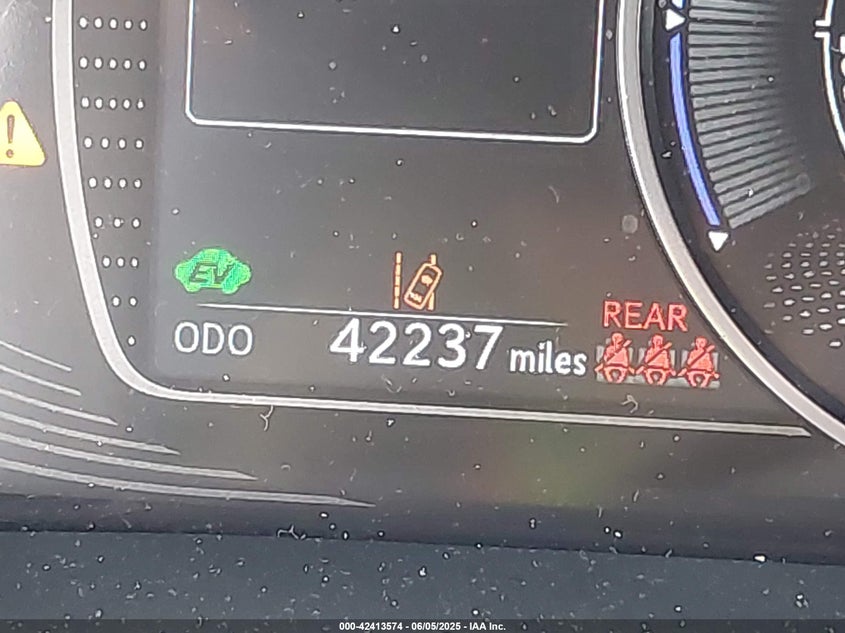 EV
REAR
ODO 42237 miles
000-42413574 - 06/05/2025 - IAA Inc.